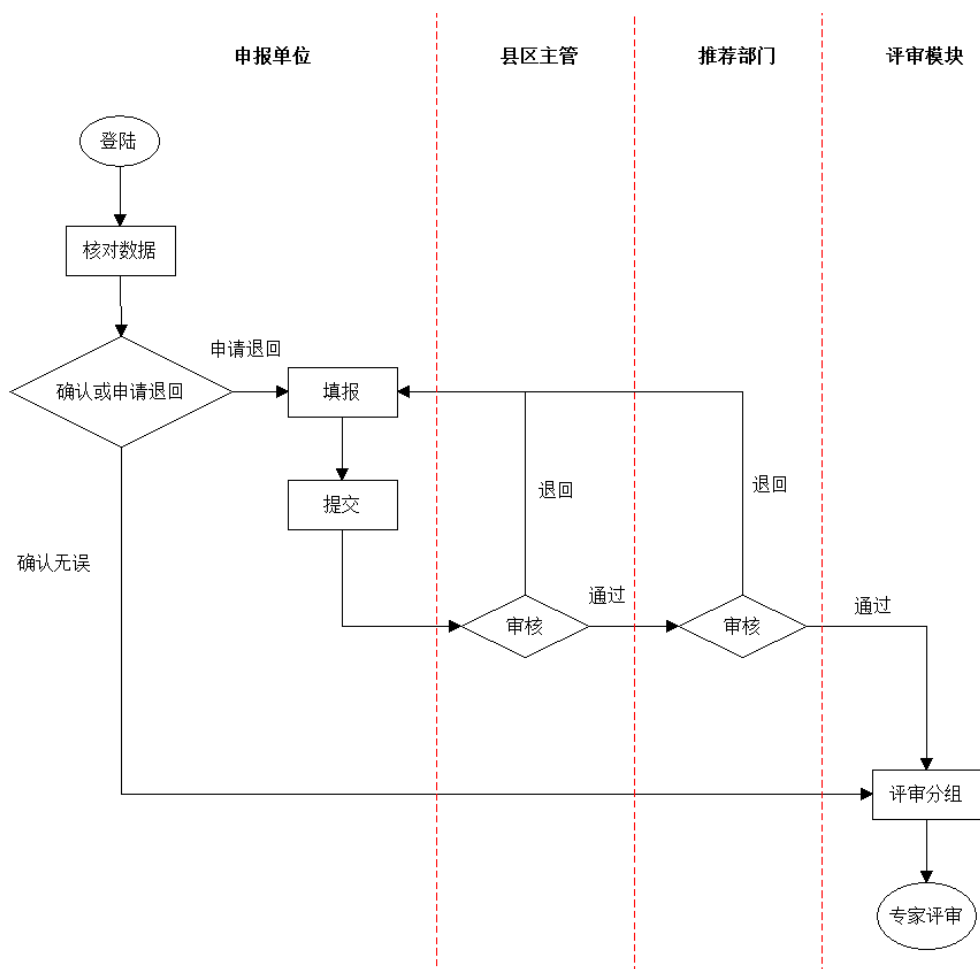 申报单位
县区主管
推荐部门
评审模块
登陆
核对数据
申请退回
确认或申请退回
填报
退回
退回
提交
确认无误
通过
通过
审核
审核
评审分组
专家评审